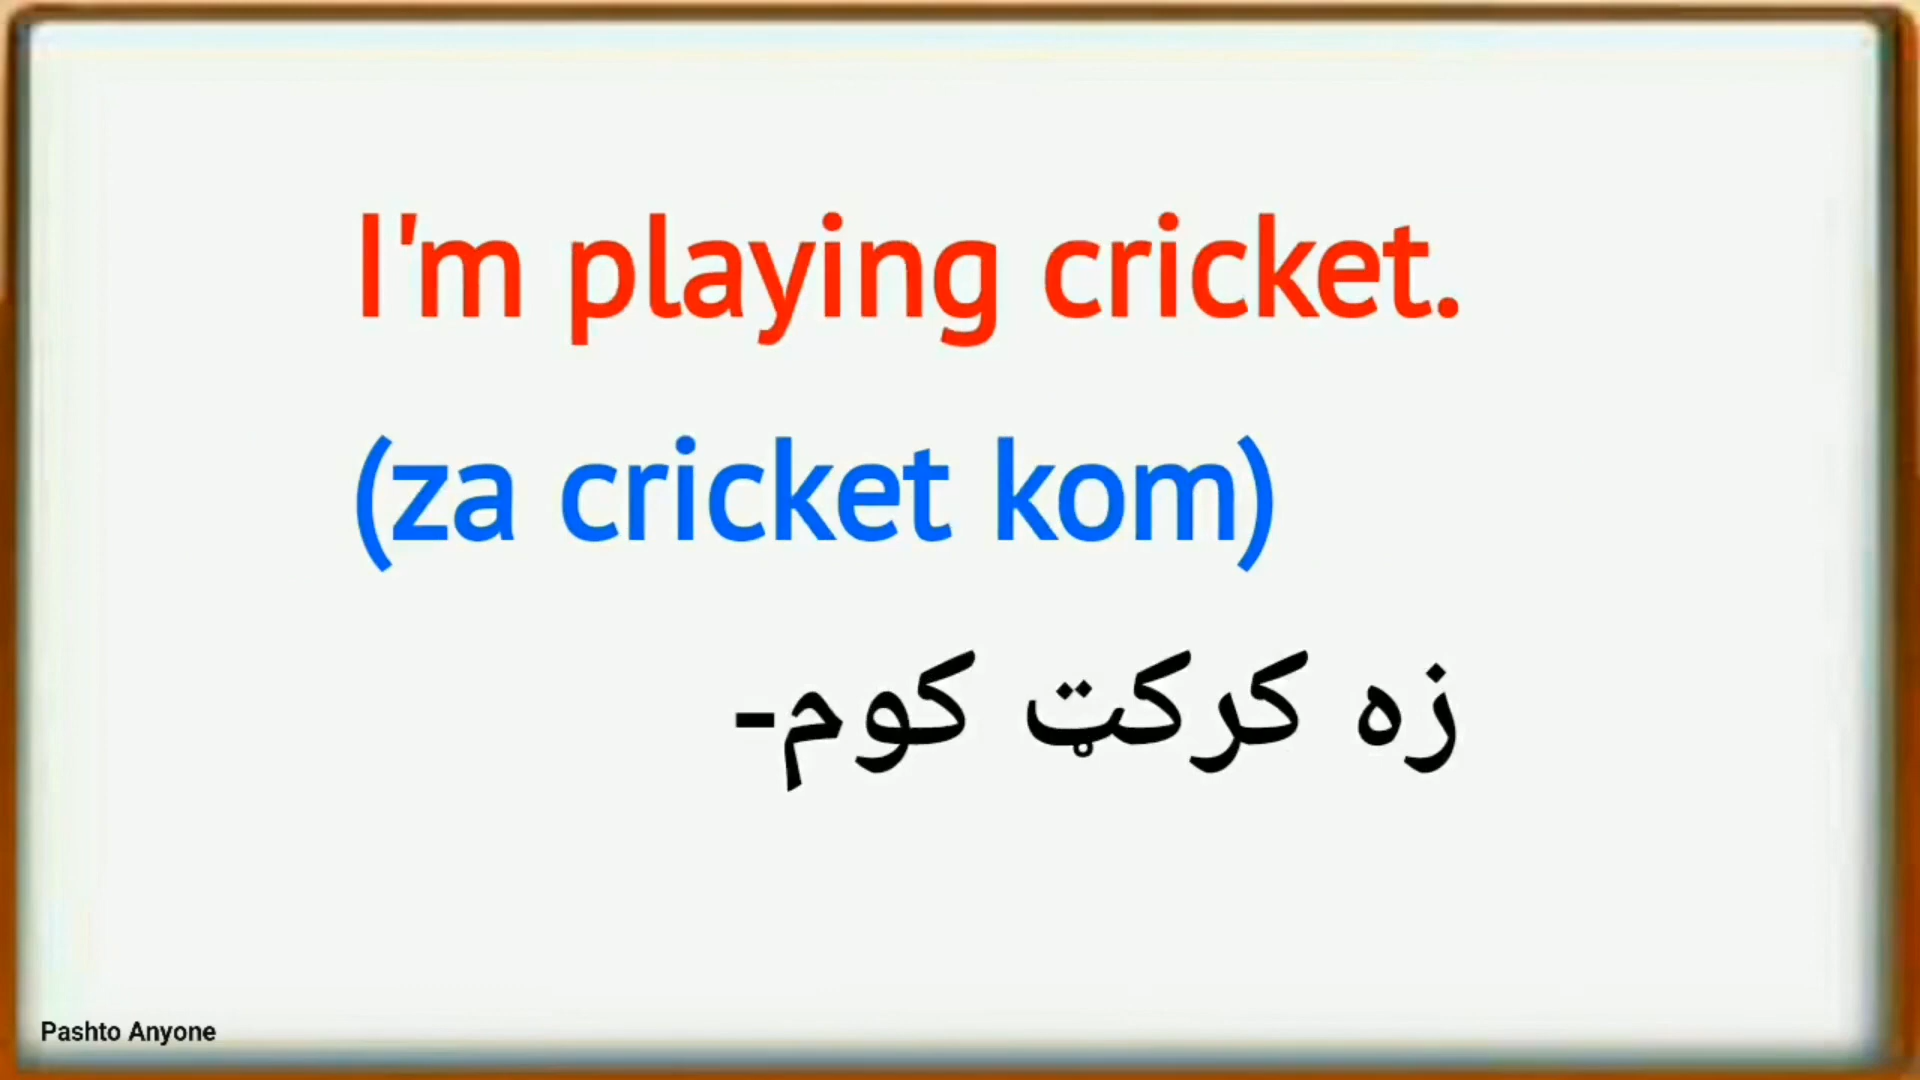 I'm playing cricket.
(za cricket kom)
زه کرکټ کوم-
Pashto Anyone